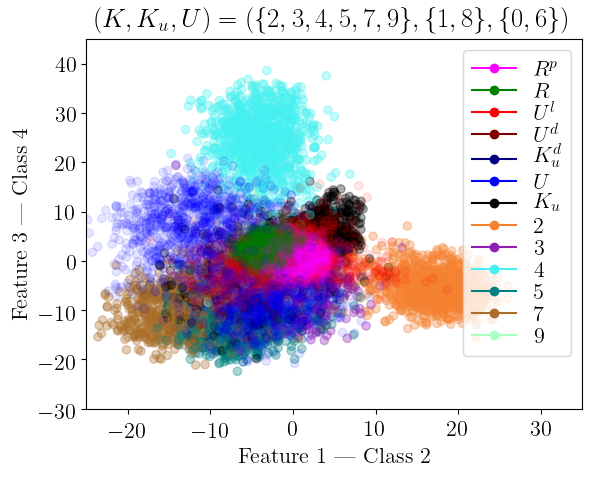 (K, K_u, U) = ({2, 3, 4, 5, 7, 9}, {1, 8}, {0, 6})
Feature 3 — Class 4
40
30
20
10
0
−10
−20
−30
R^p
R
U^l
U^d
K_u^d
U
K_u
2
3
4
5
7
9
−20 −10 0 10 20 30
Feature 1 — Class 2